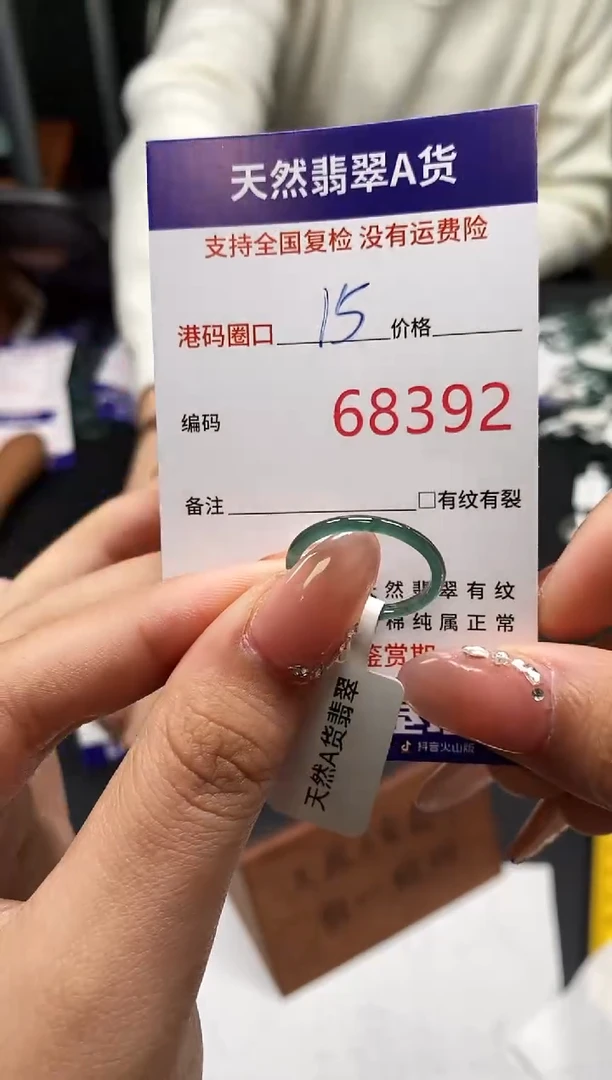 天然翡翠A货
支持全国复检 没有运费险
港码圈口 15 价格
编码 68392
备注 □有纹有裂
然翡翠有纹
棉纯属正常
鉴赏期
抖音火山版
天然A货翡翠